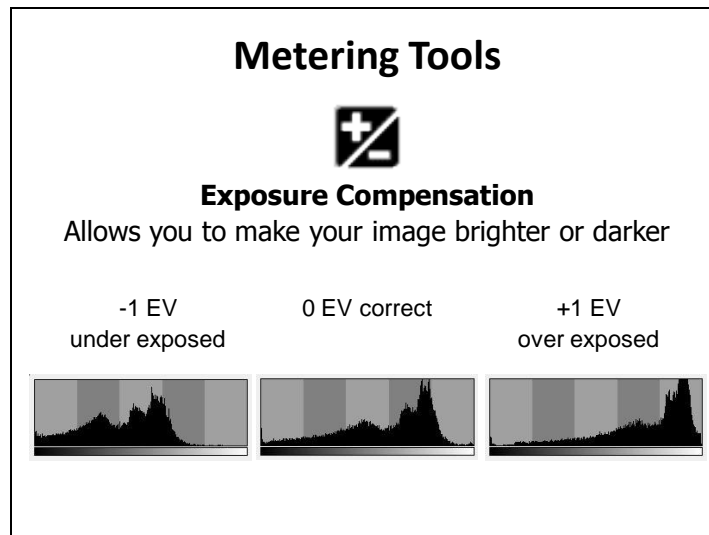 Metering Tools
Exposure Compensation
Allows you to make your image brighter or darker
-1 EV
under exposed
0 EV correct
+1 EV
over exposed